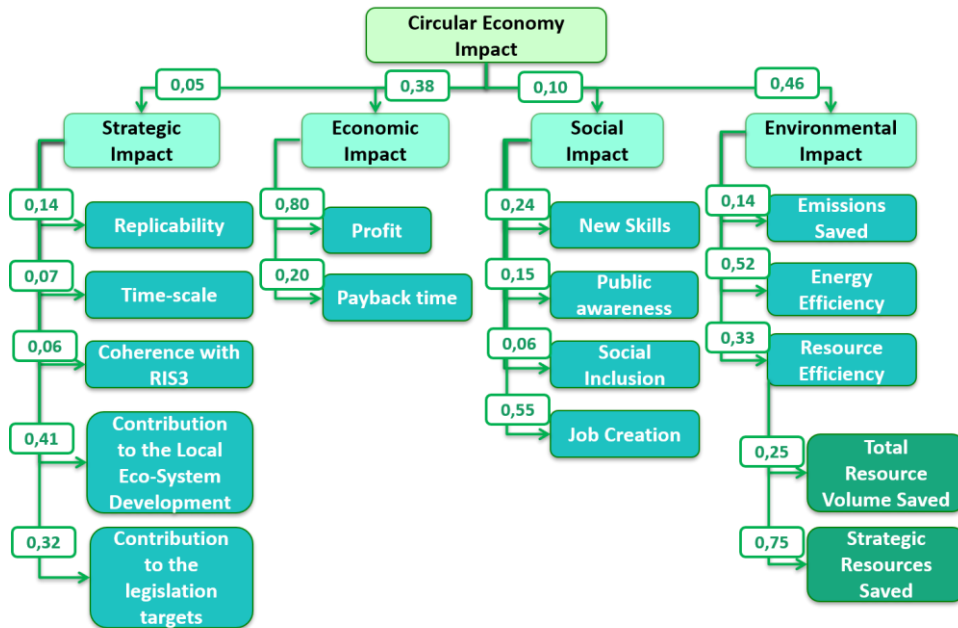 Circular Economy
Impact
0,05
0,38
0,10
0,46
Strategic
Impact
Economic
Impact
Social
Impact
Environmental
Impact
0,14
Replicability
0,07
Time-scale
0,06
Coherence with
RIS3
0,41
Contribution
to the Local
Eco-System
Development
0,32
Contribution
to the
legislation
targets
0,80
Profit
0,20
Payback time
0,24
New Skills
0,15
Public
awareness
0,06
Social
Inclusion
0,55
Job Creation
0,14
Emissions
Saved
0,52
Energy
Efficiency
0,33
Resource
Efficiency
0,25
Total
Resource
Volume Saved
0,75
Strategic
Resources
Saved